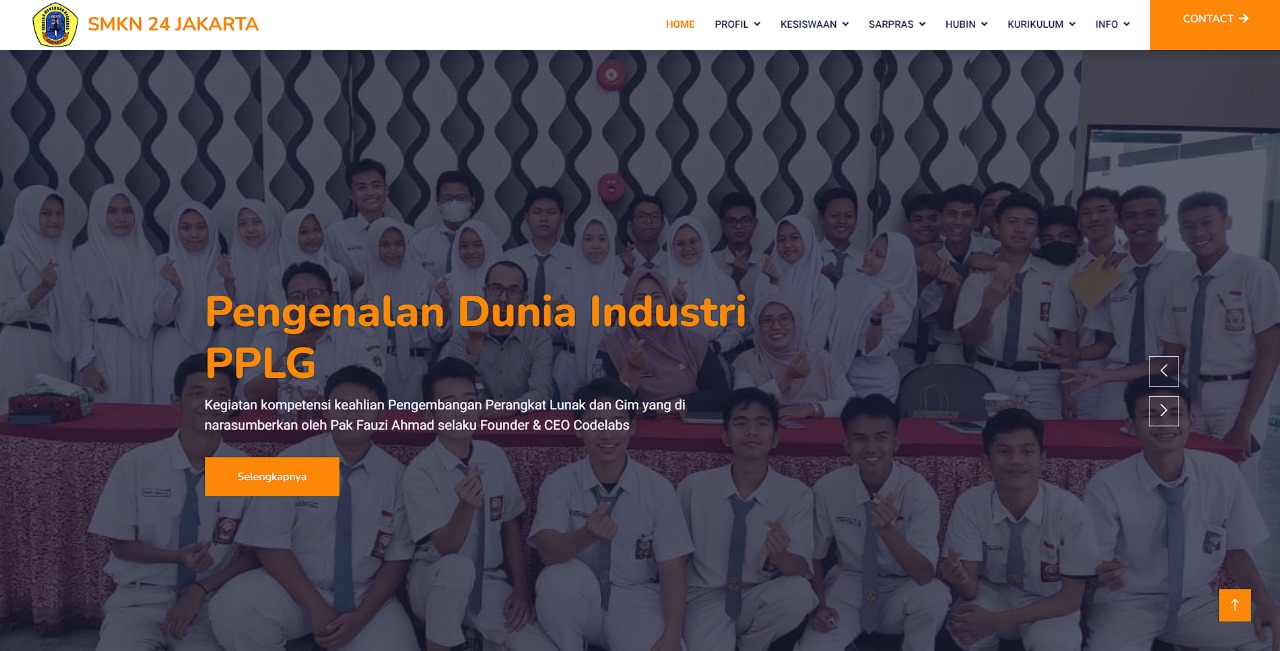 SMKN 24 JAKARTA
HOME PROFIL KESISWAAN SARPRAS HUBIN KURIKULUM INFO CONTACT
Pengenalan Dunia Industri
PPLG
Kegiatan kompetensi keahlian Pengembangan Perangkat Lunak dan Gim yang di
narasumberkan oleh Pak Fauzi Ahmad selaku Founder & CEO Codelabs
Selengkapnya